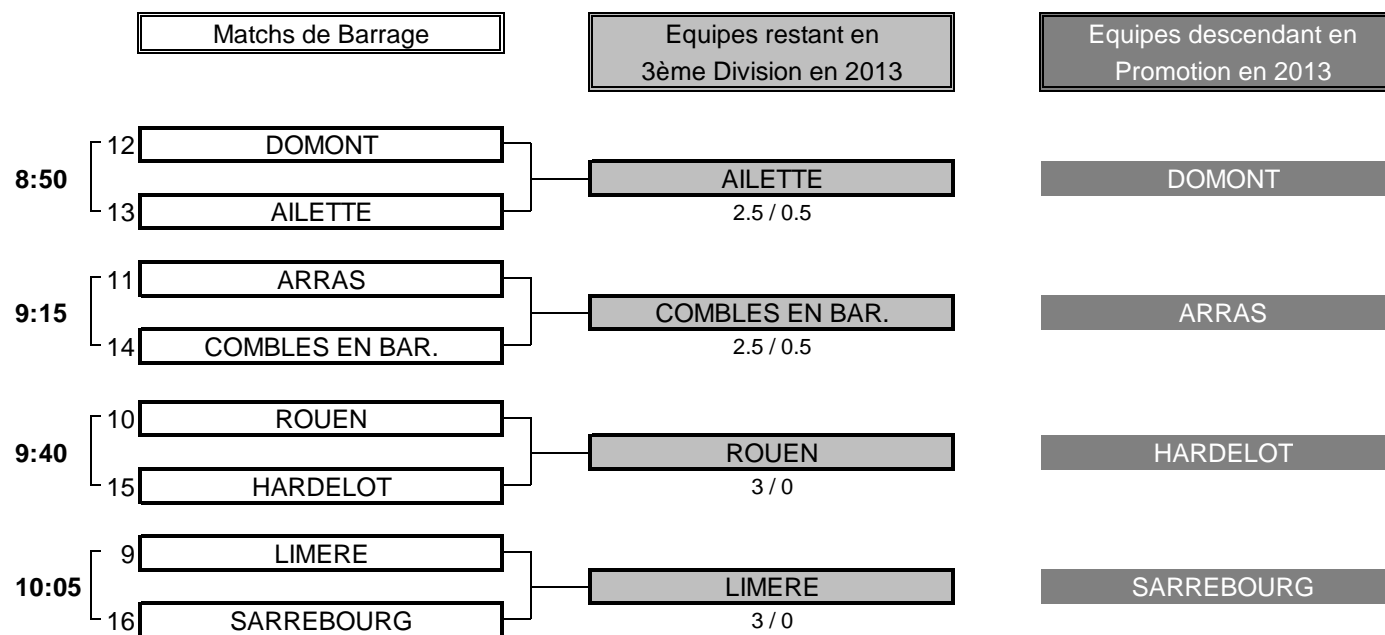 Matchs de Barrage
Equipes restant en
3ème Division en 2013
Equipes descendant en
Promotion en 2013
12 DOMONT
8:50 AILETTE DOMONT
13 AILETTE 2.5 / 0.5
11 ARRAS
9:15 COMBLES EN BAR. ARRAS
14 COMBLES EN BAR. 2.5 / 0.5
10 ROUEN
9:40 ROUEN HARDELOT
15 HARDELOT 3 / 0
9 LIMERE
10:05 LIMERE SARREBOURG
16 SARREBOURG 3 / 0